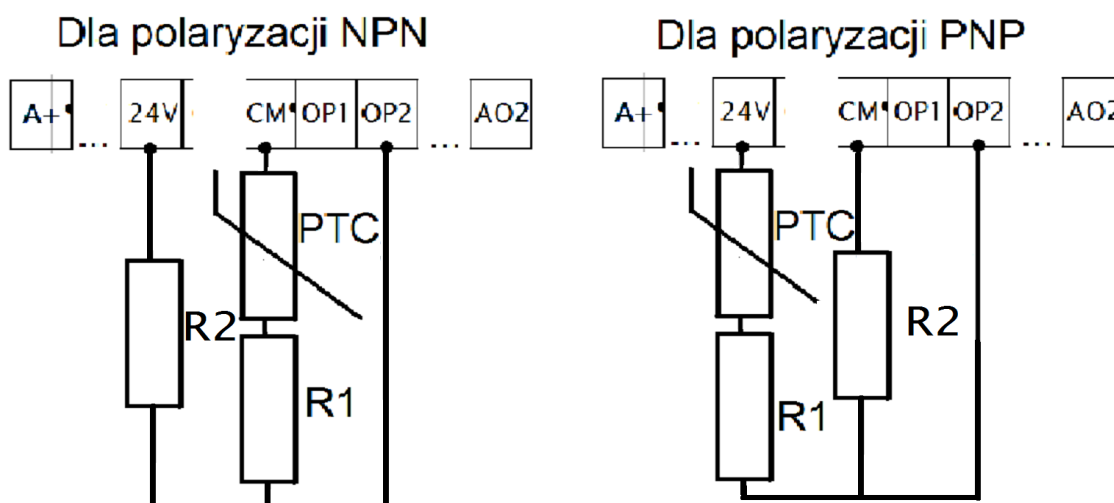 Dla polaryzacji NPN
A+ ... 24V CM OP1 OP2 ... AO2
PTC
R2
R1
Dla polaryzacji PNP
A+ ... 24V CM OP1 OP2 ... AO2
PTC
R2
R1